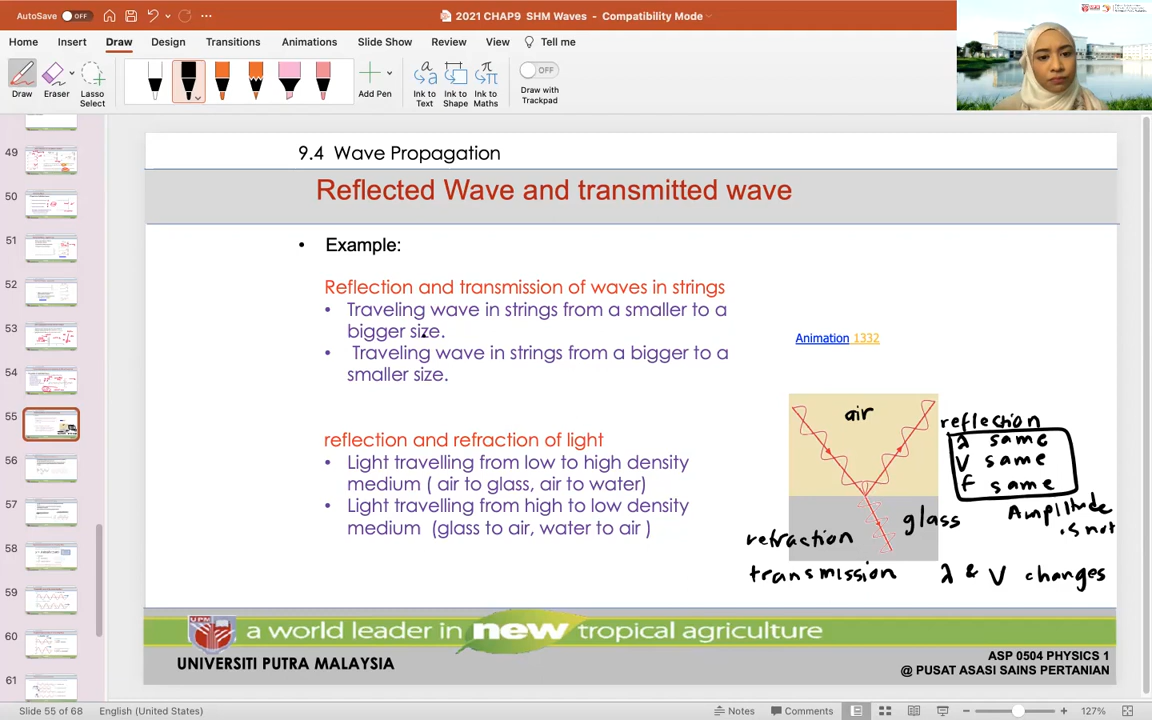 AutoSave OFF
2021 CHAP9 SHM Waves - Compatibility Mode
Home Insert Draw Design Transitions Animations Slide Show Review View Tell me
Draw Eraser Lasso Select Add Pen Ink to Text Ink to Shape Ink to Maths OFF Draw with Trackpad
49
50
51
52
53
54
55
56
57
58
59
60
61
9.4 Wave Propagation
Reflected Wave and transmitted wave
• Example:
Reflection and transmission of waves in strings
• Traveling wave in strings from a smaller to a
bigger size.
• Traveling wave in strings from a bigger to a
smaller size.
Animation 1332
reflection and refraction of light
• Light travelling from low to high density
medium ( air to glass, air to water)
• Light travelling from high to low density
medium (glass to air, water to air )
air
reflection
λ same
V same
f same
Amplitude
is not
glass
refraction
transmission
λ & V changes
UPM
a world leader in new tropical agriculture
UNIVERSITI PUTRA MALAYSIA
ASP 0504 PHYSICS 1
@ PUSAT ASASI SAINS PERTANIAN
Slide 55 of 68 English (United States) Notes Comments 127%